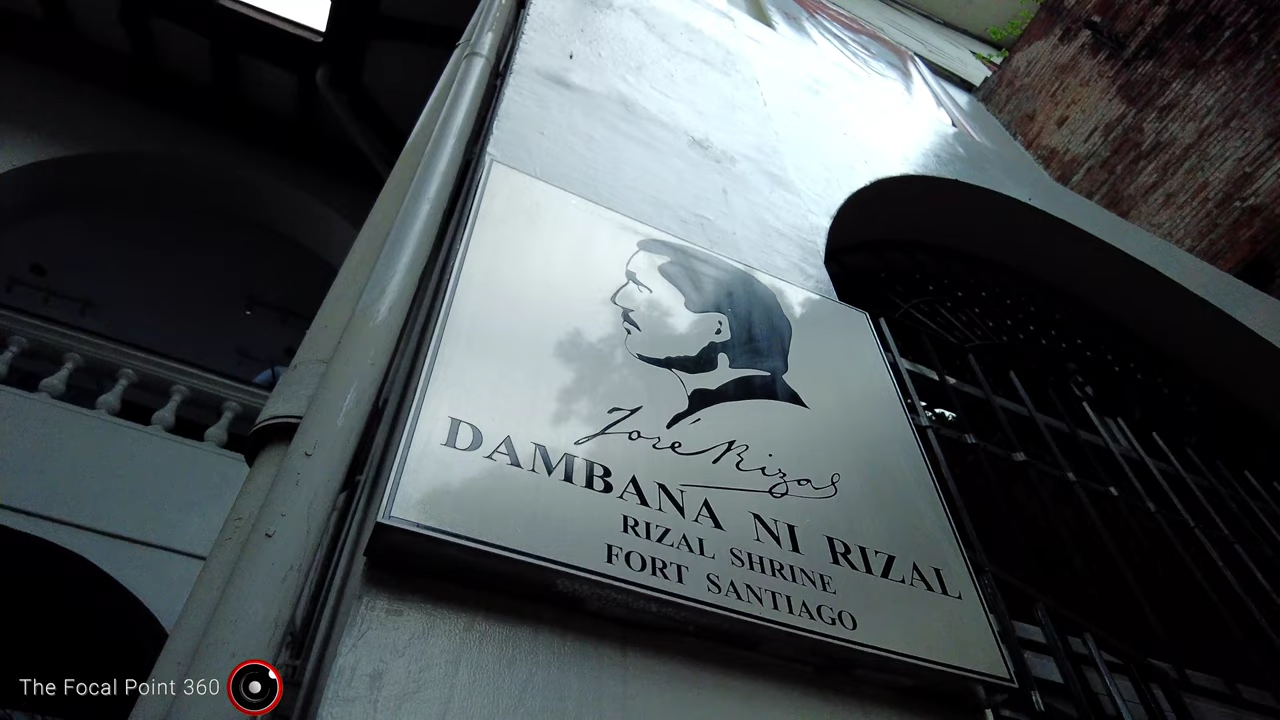 José Rizal
DAMBANA NI RIZAL
RIZAL SHRINE
FORT SANTIAGO
The Focal Point 360